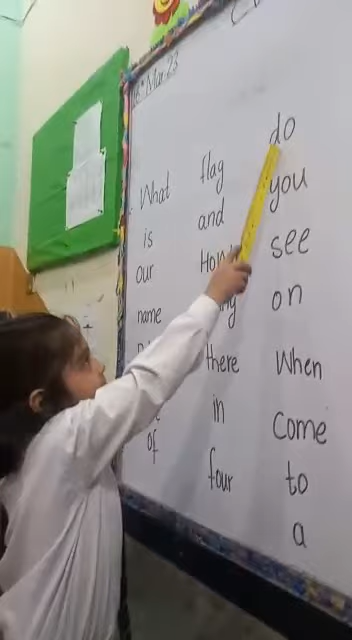 Mar. 23
What
is
our
name
of
flag
and
there
in
four
do
you
see
on
When
Come
to
a